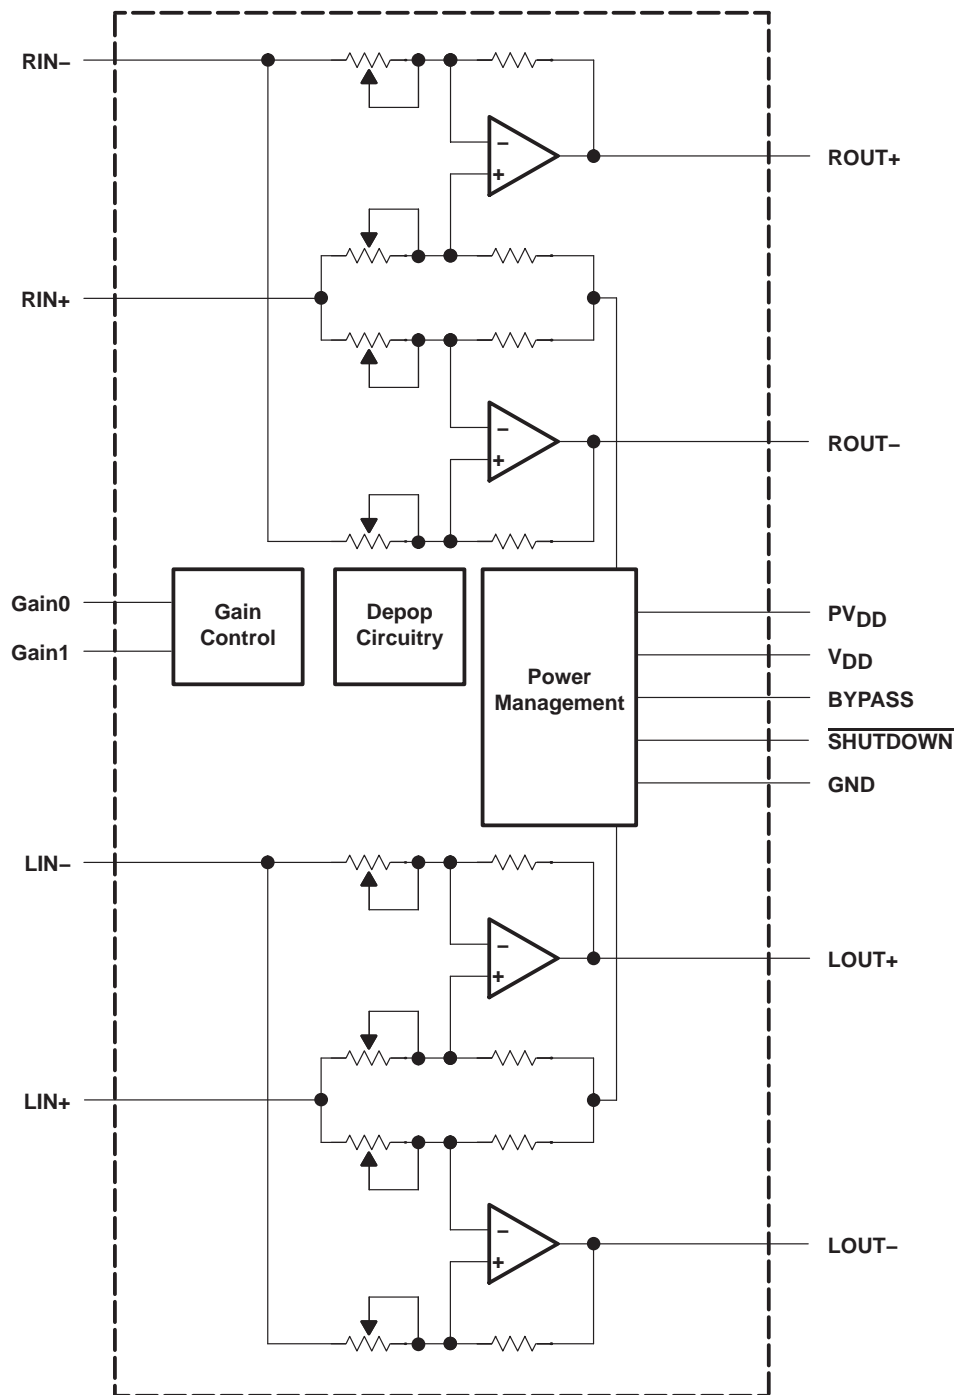 RIN–
–
+
ROUT+
RIN+
–
+
ROUT–
Gain0
Gain1
Gain
Control
Depop
Circuitry
Power
Management
PVDD
VDD
BYPASS
SHUTDOWN
GND
LIN–
–
+
LOUT+
LIN+
–
+
LOUT–